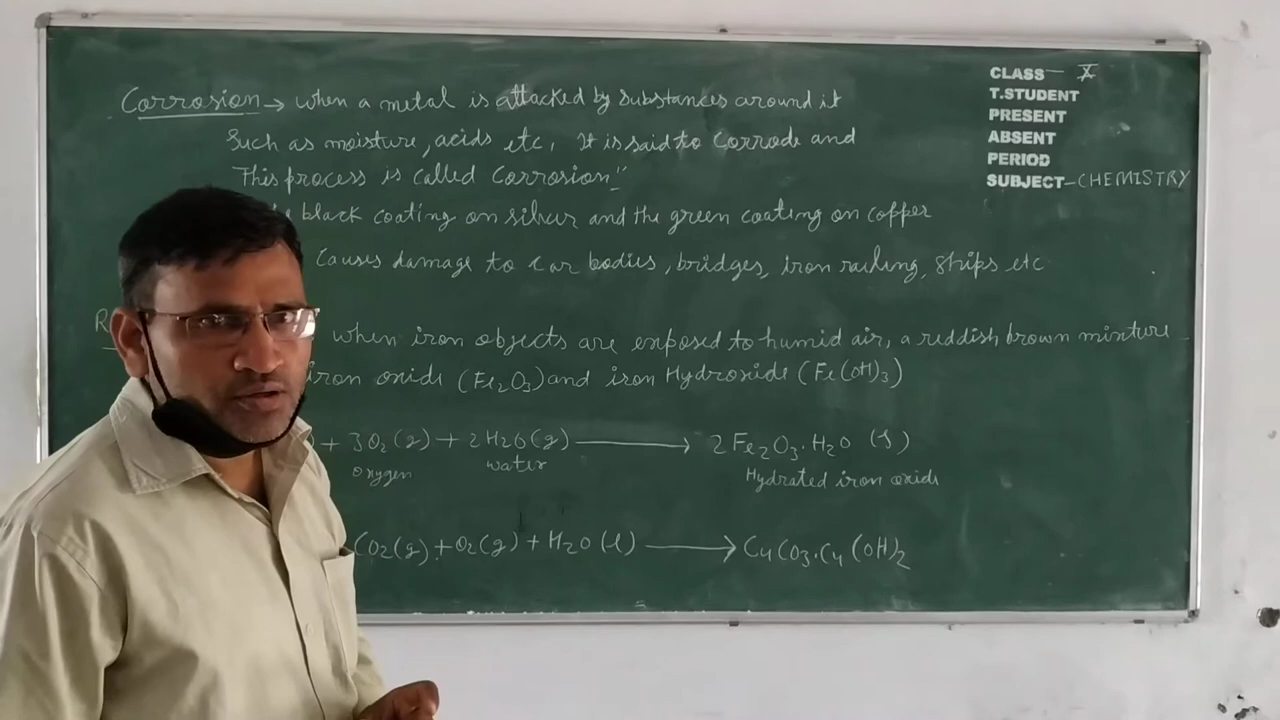 Corrosion → when a metal is attacked by substances around it
Such as moisture, acids etc, It is said to corrode and
This process is called Corrosion."
black coating on silver and the green coating on copper
Causes damage to car bodies, bridges, iron railing, ships etc
R when iron objects are exposed to humid air, a reddish brown mixture
iron oxide (Fe2O3) and iron Hydroxide (Fe(OH)3)
+ 3O2(g) + 2H2O(g) → 2Fe2O3.H2O (s)
oxygen water Hydrated iron oxide
CO2(g) + O2(g) + H2O(l) → CuCO3.Cu(OH)2
CLASS - X
T.STUDENT
PRESENT
ABSENT
PERIOD
SUBJECT - CHEMISTRY